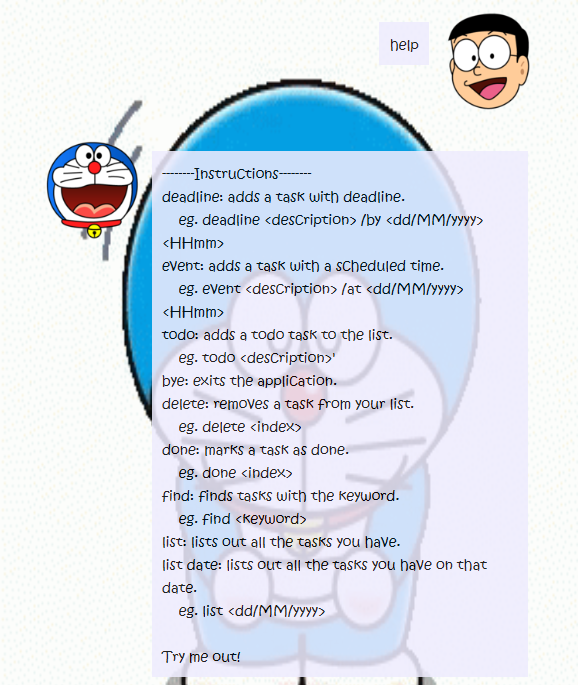 help
--------Instructions--------
deadline: adds a task with deadline.
eg. deadline <description> /by <dd/MM/yyyy>
<HHmm>
event: adds a task with a scheduled time.
eg. event <description> /at <dd/MM/yyyy>
<HHmm>
todo: adds a todo task to the list.
eg. todo <description>'
bye: exits the application.
delete: removes a task from your list.
eg. delete <index>
done: marks a task as done.
eg. done <index>
find: finds tasks with the keyword.
eg. find <keyword>
list: lists out all the tasks you have.
list date: lists out all the tasks you have on that
date.
eg. list <dd/MM/yyyy>
Try me out!